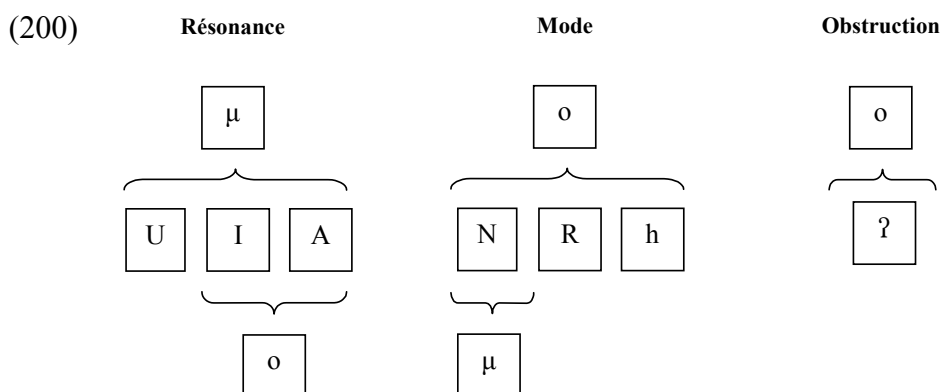 (200) Résonance Mode Obstruction
µ o o
U I A N R h ʔ
o µ